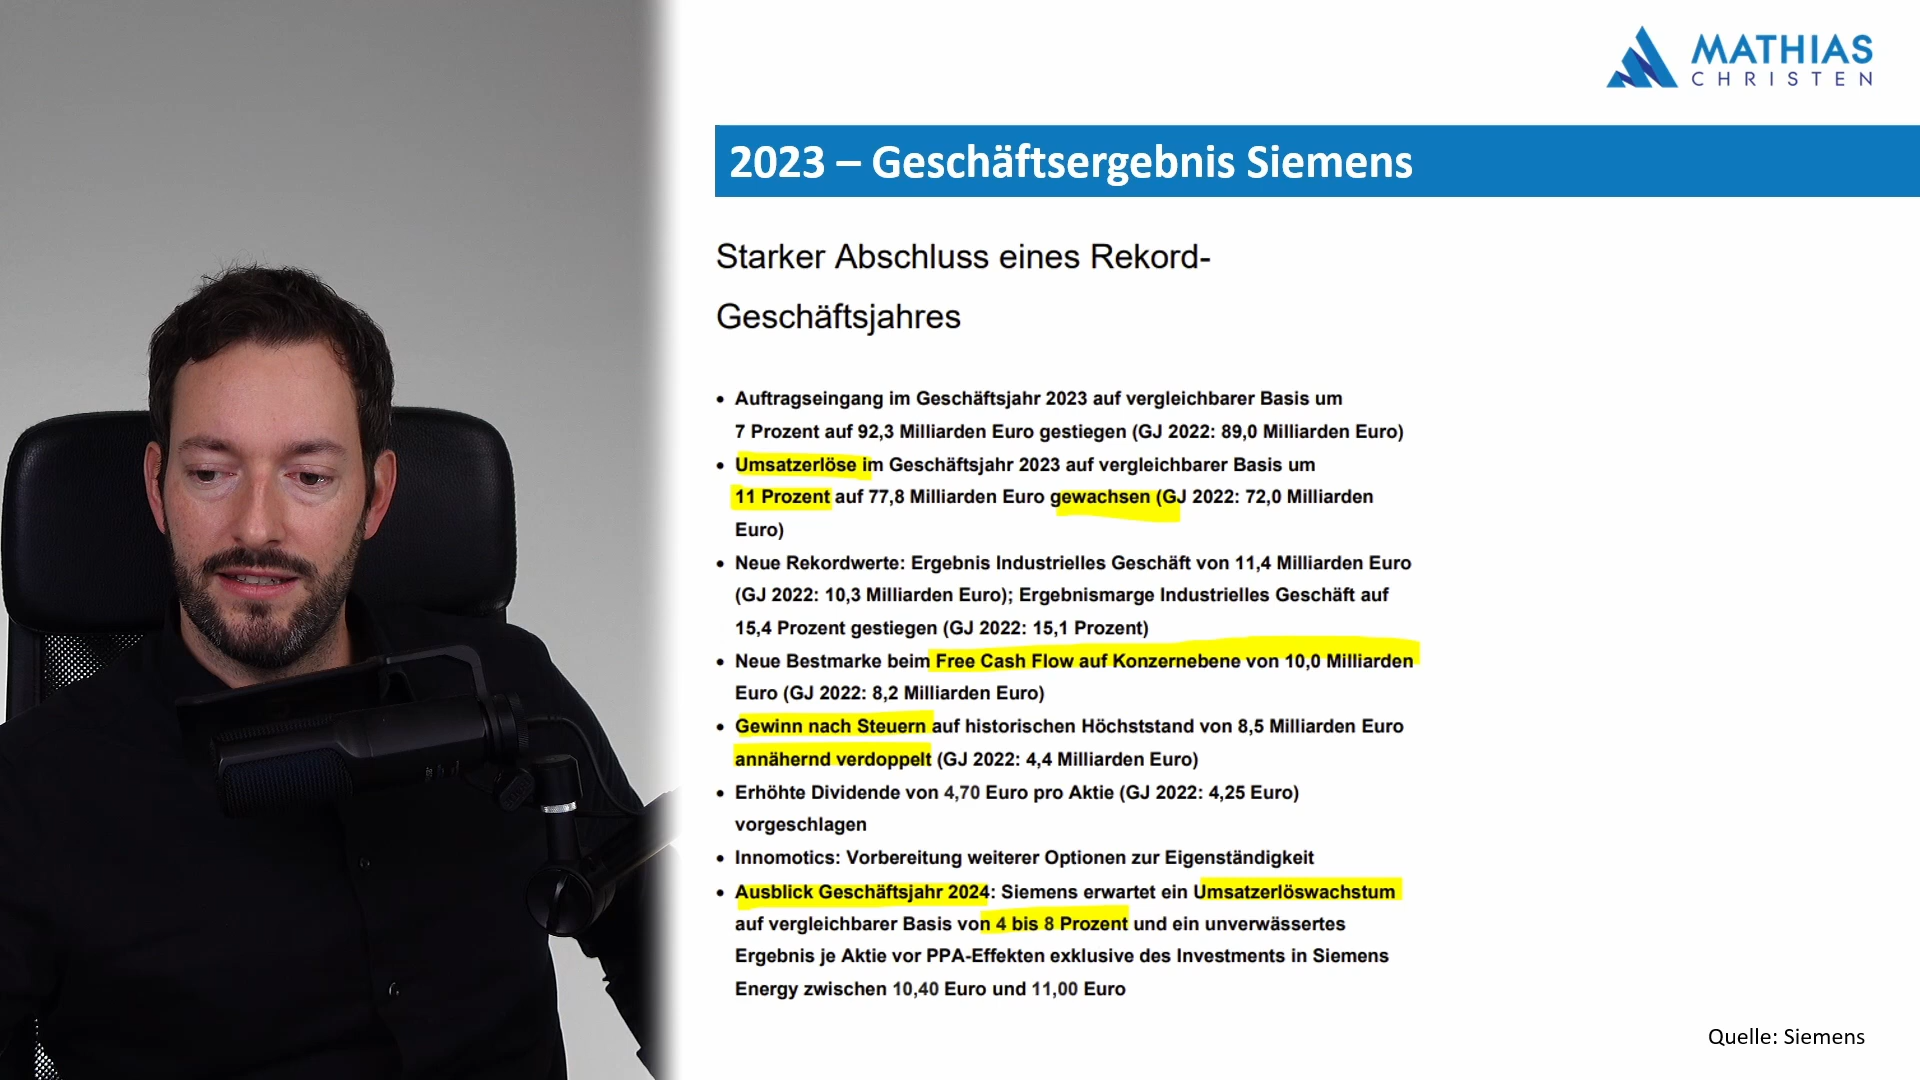 MATHIAS
CHRISTEN
2023 – Geschäftsergebnis Siemens
Starker Abschluss eines Rekord-
Geschäftsjahres
• Auftragseingang im Geschäftsjahr 2023 auf vergleichbarer Basis um
7 Prozent auf 92,3 Milliarden Euro gestiegen (GJ 2022: 89,0 Milliarden Euro)
• Umsatzerlöse im Geschäftsjahr 2023 auf vergleichbarer Basis um
11 Prozent auf 77,8 Milliarden Euro gewachsen (GJ 2022: 72,0 Milliarden
Euro)
• Neue Rekordwerte: Ergebnis Industrielles Geschäft von 11,4 Milliarden Euro
(GJ 2022: 10,3 Milliarden Euro); Ergebnismarge Industrielles Geschäft auf
15,4 Prozent gestiegen (GJ 2022: 15,1 Prozent)
• Neue Bestmarke beim Free Cash Flow auf Konzernebene von 10,0 Milliarden
Euro (GJ 2022: 8,2 Milliarden Euro)
• Gewinn nach Steuern auf historischen Höchststand von 8,5 Milliarden Euro
annähernd verdoppelt (GJ 2022: 4,4 Milliarden Euro)
• Erhöhte Dividende von 4,70 Euro pro Aktie (GJ 2022: 4,25 Euro)
vorgeschlagen
• Innomotics: Vorbereitung weiterer Optionen zur Eigenständigkeit
• Ausblick Geschäftsjahr 2024: Siemens erwartet ein Umsatzerlöswachstum
auf vergleichbarer Basis von 4 bis 8 Prozent und ein unverwässertes
Ergebnis je Aktie vor PPA-Effekten exklusive des Investments in Siemens
Energy zwischen 10,40 Euro und 11,00 Euro
Quelle: Siemens